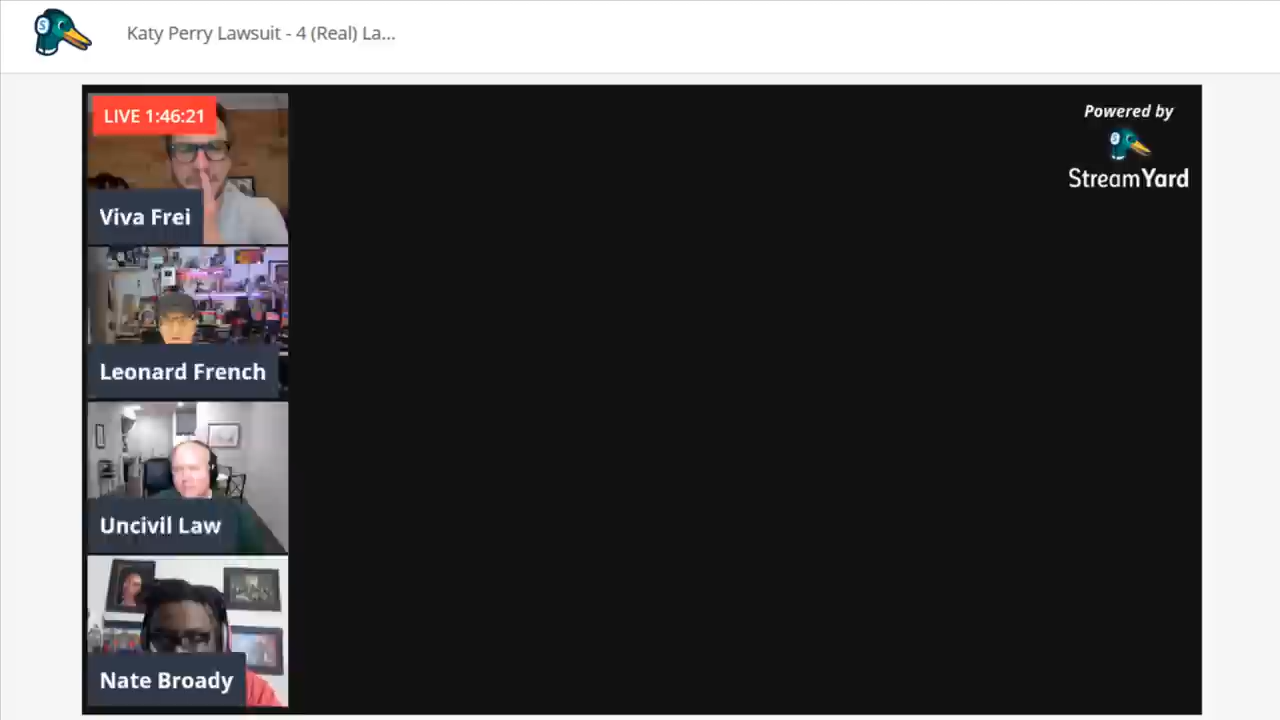 Katy Perry Lawsuit - 4 (Real) La...
LIVE 1:46:21
Viva Frei
Leonard French
Uncivil Law
Nate Broady
Powered by
StreamYard